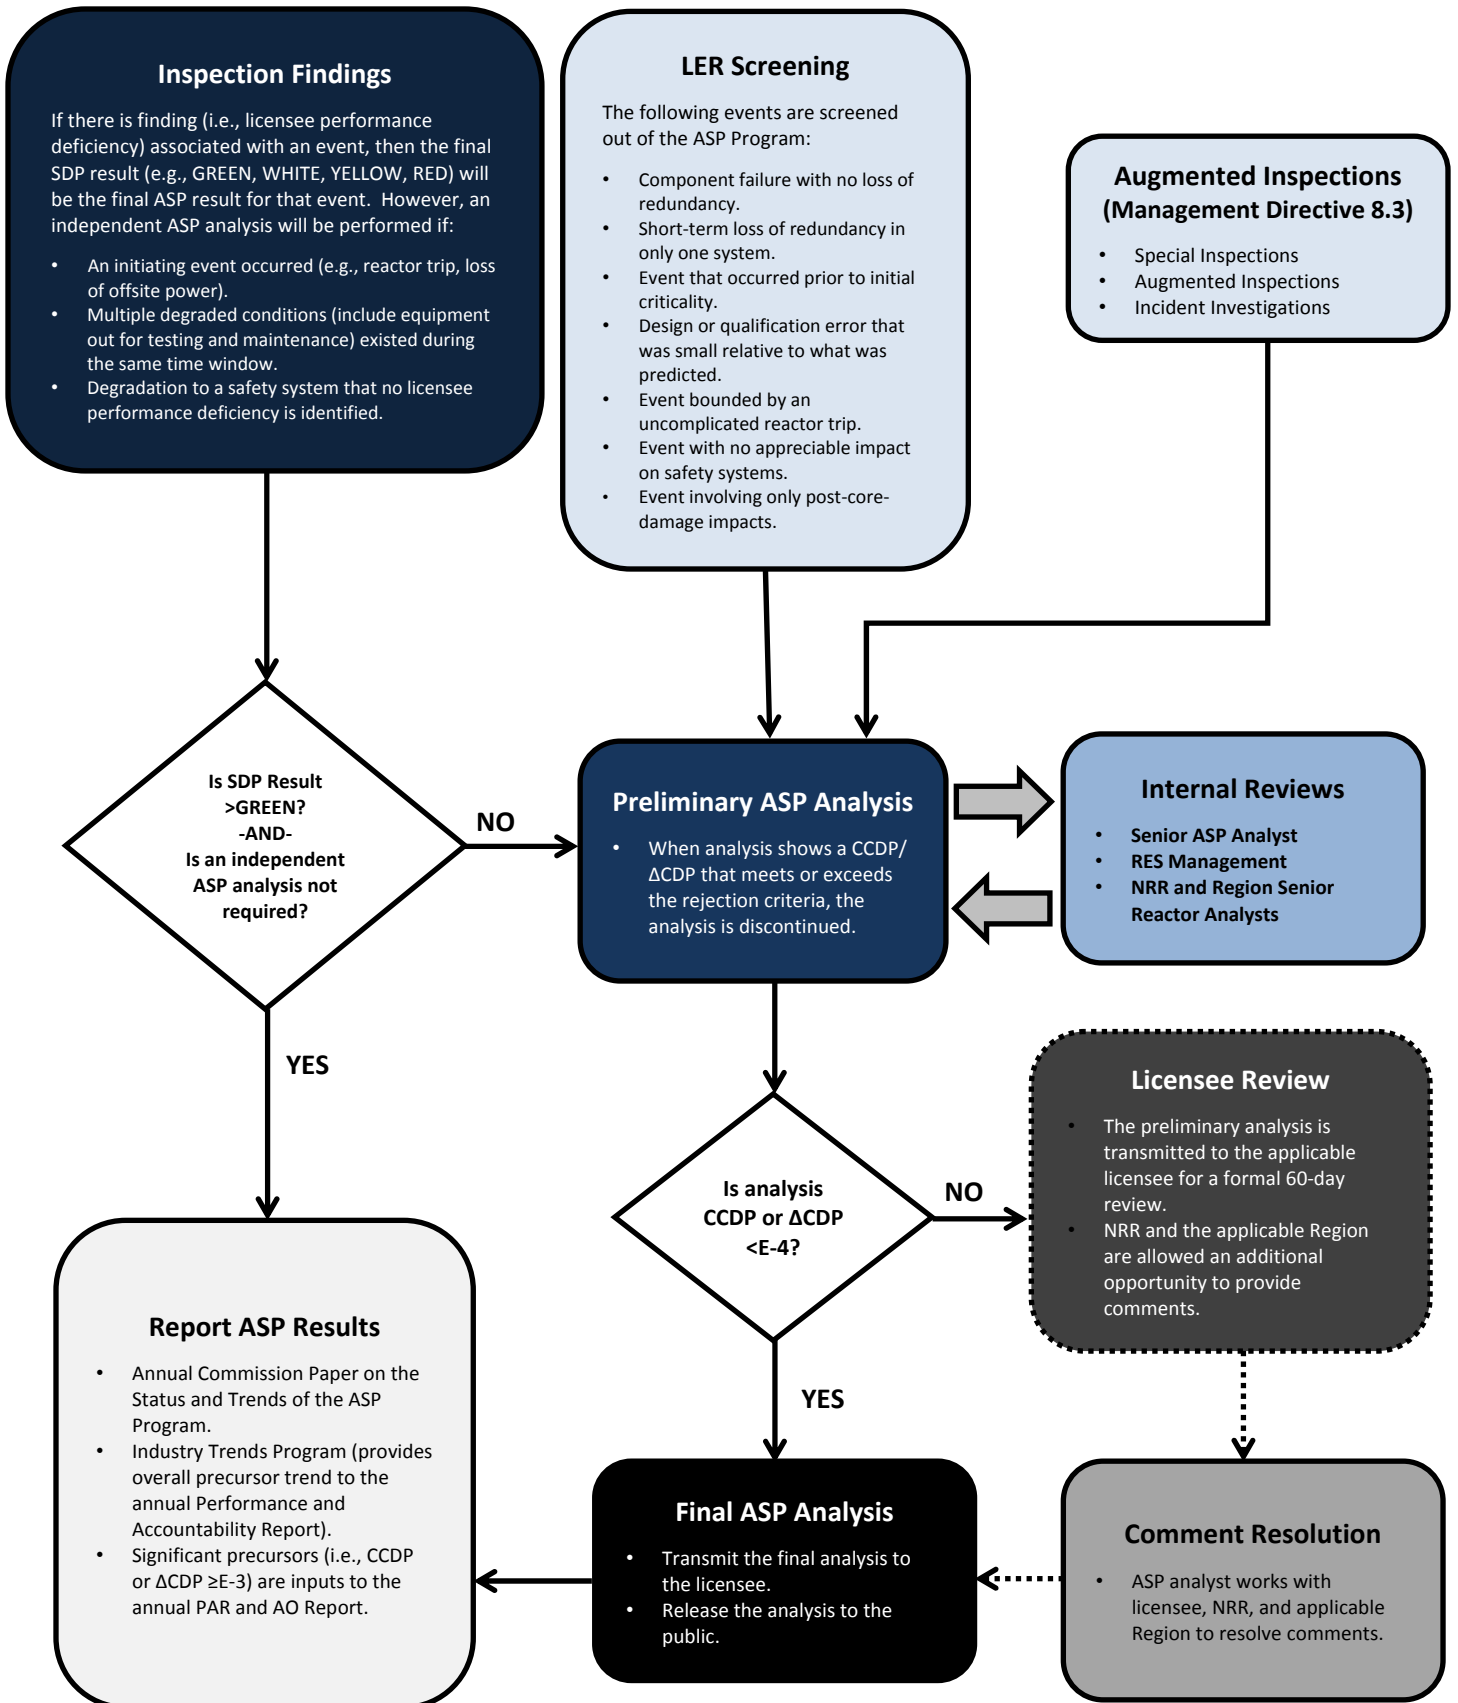 Inspection Findings
If there is finding (i.e., licensee performance
deficiency) associated with an event, then the final
SDP result (e.g., GREEN, WHITE, YELLOW, RED) will
be the final ASP result for that event.  However, an
independent ASP analysis will be performed if:
• An initiating event occurred (e.g., reactor trip, loss
of offsite power).
• Multiple degraded conditions (include equipment
out for testing and maintenance) existed during
the same time window.
• Degradation to a safety system that no licensee
performance deficiency is identified.
LER Screening
The following events are screened
out of the ASP Program:
• Component failure with no loss of
redundancy.
• Short-term loss of redundancy in
only one system.
• Event that occurred prior to initial
criticality.
• Design or qualification error that
was small relative to what was
predicted.
• Event bounded by an
uncomplicated reactor trip.
• Event with no appreciable impact
on safety systems.
• Event involving only post-core-
damage impacts.
Augmented Inspections
(Management Directive 8.3)
• Special Inspections
• Augmented Inspections
• Incident Investigations
Is SDP Result
>GREEN?
-AND-
Is an independent
ASP analysis not
required?
NO
YES
Preliminary ASP Analysis
• When analysis shows a CCDP/
ΔCDP that meets or exceeds
the rejection criteria, the
analysis is discontinued.
Internal Reviews
• Senior ASP Analyst
• RES Management
• NRR and Region Senior
Reactor Analysts
Is analysis
CCDP or ΔCDP
<E-4?
NO
YES
Licensee Review
• The preliminary analysis is
transmitted to the applicable
licensee for a formal 60-day
review.
• NRR and the applicable Region
are allowed an additional
opportunity to provide
comments.
Report ASP Results
• Annual Commission Paper on the
Status and Trends of the ASP
Program.
• Industry Trends Program (provides
overall precursor trend to the
annual Performance and
Accountability Report).
• Significant precursors (i.e., CCDP
or ΔCDP ≥E-3) are inputs to the
annual PAR and AO Report.
Final ASP Analysis
• Transmit the final analysis to
the licensee.
• Release the analysis to the
public.
Comment Resolution
• ASP analyst works with
licensee, NRR, and applicable
Region to resolve comments.